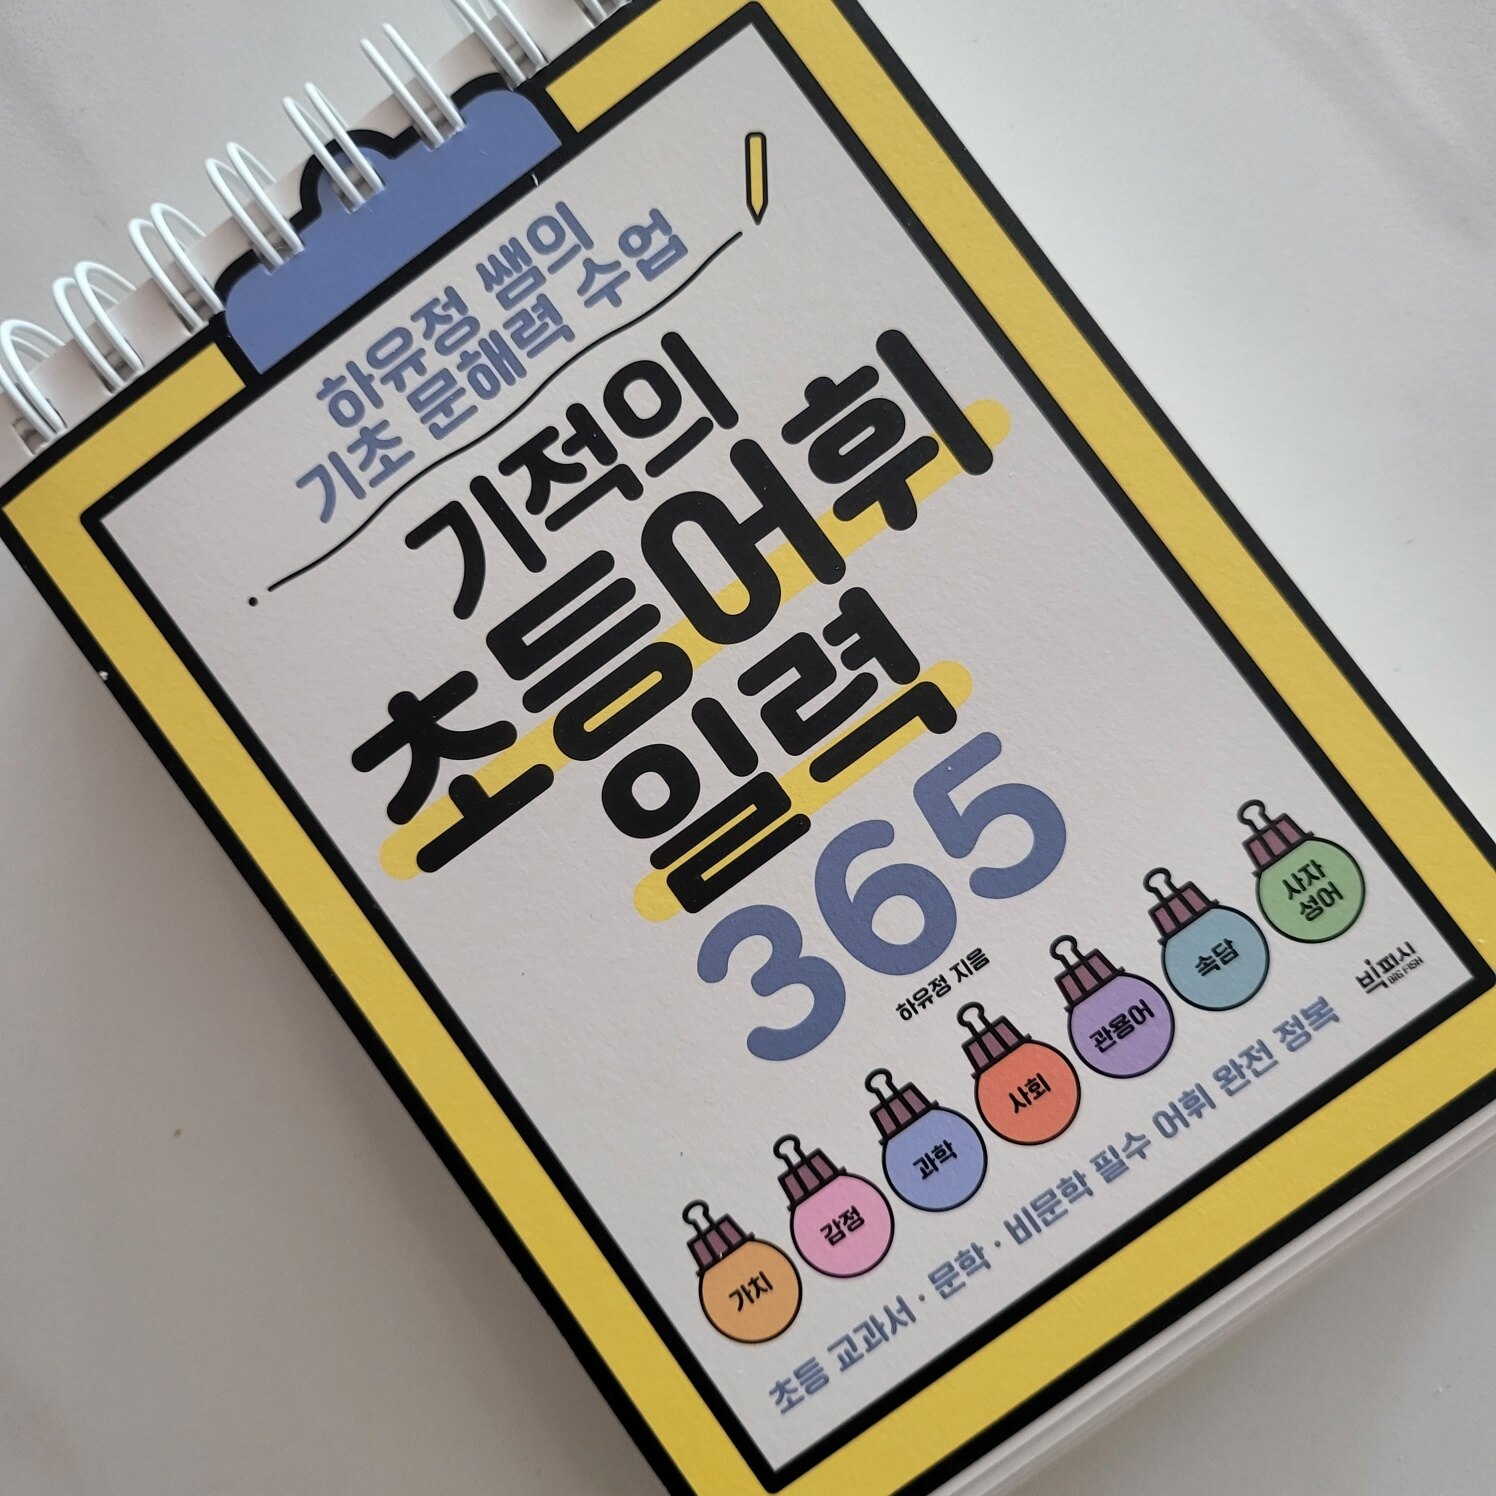 하유정 쌤의
기초 문해력 수업
기적의
초등어휘
일력
365
하유정 지음
가치
감정
과학
사회
관용어
속담
사자
성어
빅피시
BIG FISH
초등 교과서 · 문학 · 비문학 필수 어휘 완전 정복